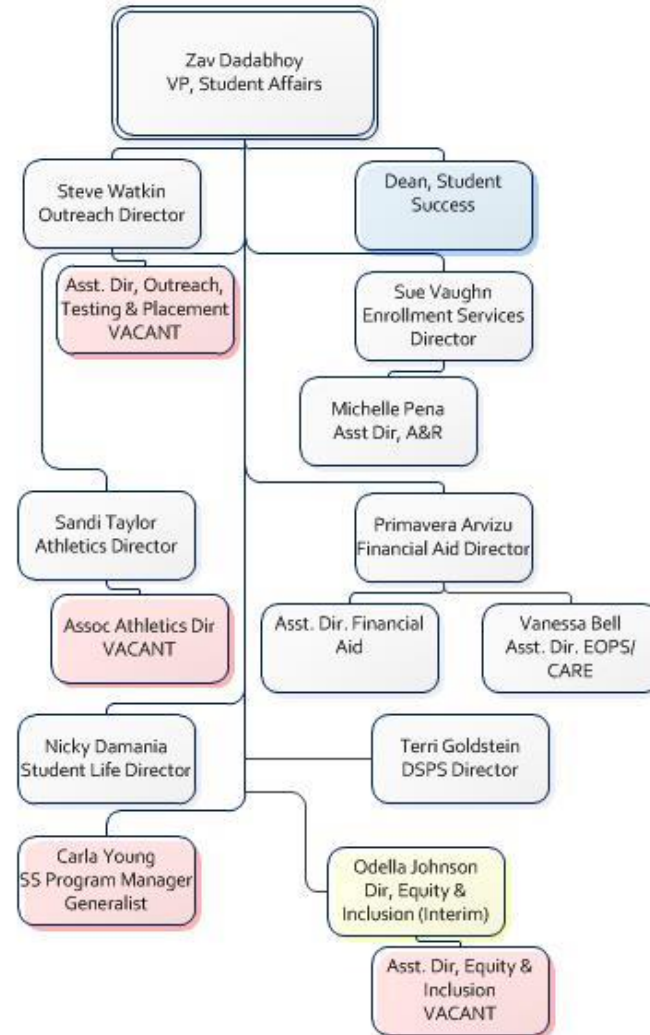 Zav Dadabhoy
VP, Student Affairs
Steve Watkin
Outreach Director
Dean, Student
Success
Asst. Dir, Outreach,
Testing & Placement
VACANT
Sue Vaughn
Enrollment Services
Director
Michelle Pena
Asst Dir, A&R
Sandi Taylor
Athletics Director
Primavera Arvizu
Financial Aid Director
Assoc Athletics Dir
VACANT
Asst. Dir. Financial
Aid
Vanessa Bell
Asst. Dir. EOPS/
CARE
Nicky Damania
Student Life Director
Terri Goldstein
DSPS Director
Carla Young
SS Program Manager
Generalist
Odella Johnson
Dir, Equity &
Inclusion (Interim)
Asst. Dir, Equity &
Inclusion
VACANT